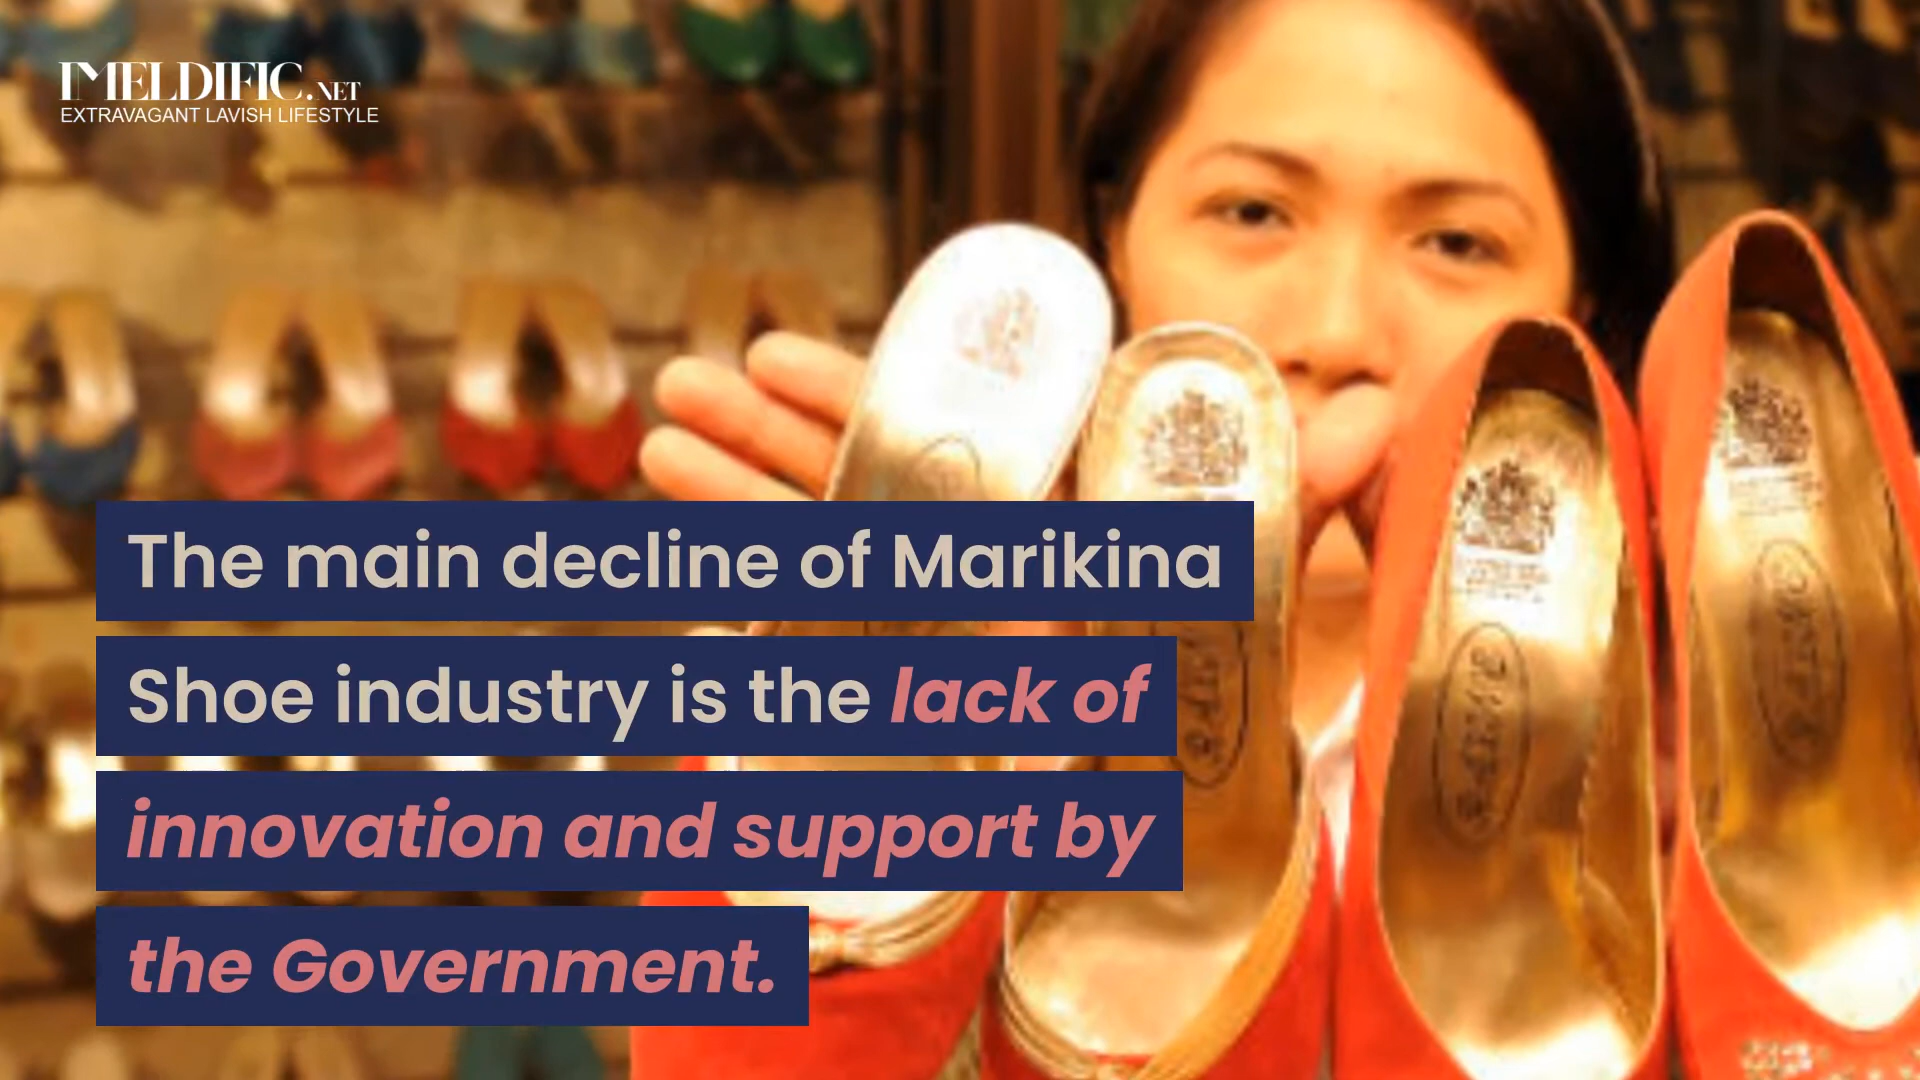 IMELDIFIC.NET
EXTRAVAGANT LAVISH LIFESTYLE
The main decline of Marikina
Shoe industry is the lack of
innovation and support by
the Government.